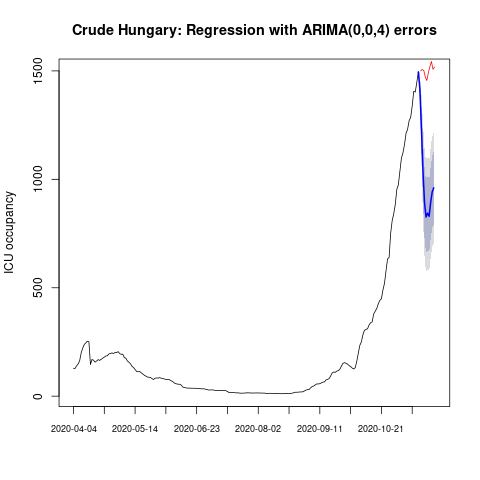 Crude Hungary: Regression with ARIMA(0,0,4) errors
ICU occupancy
1500
1000
500
0
2020-04-04 2020-05-14 2020-06-23 2020-08-02 2020-09-11 2020-10-21